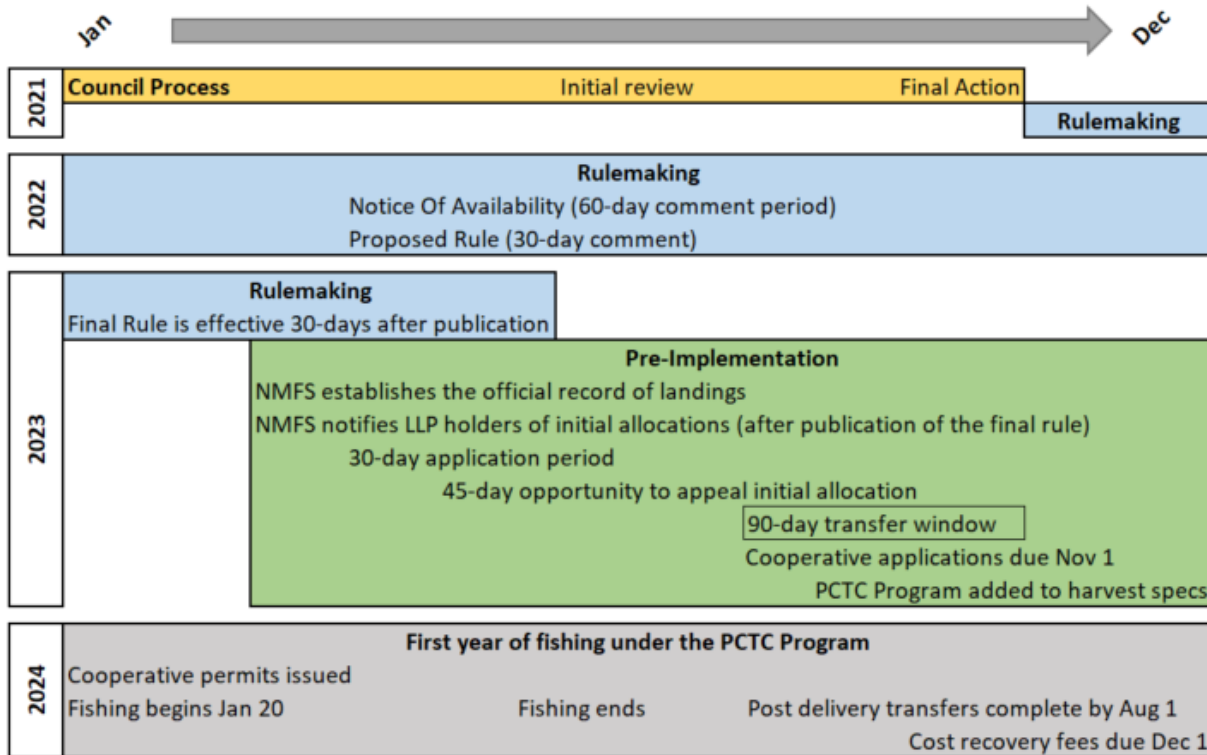 Jan
Dec
2021
Council Process Initial review Final Action
Rulemaking
2022
Rulemaking
Notice Of Availability (60-day comment period)
Proposed Rule (30-day comment)
2023
Rulemaking
Final Rule is effective 30-days after publication
Pre-Implementation
NMFS establishes the official record of landings
NMFS notifies LLP holders of initial allocations (after publication of the final rule)
30-day application period
45-day opportunity to appeal initial allocation
90-day transfer window
Cooperative applications due Nov 1
PCTC Program added to harvest specs
2024
First year of fishing under the PCTC Program
Cooperative permits issued
Fishing begins Jan 20 Fishing ends Post delivery transfers complete by Aug 1
Cost recovery fees due Dec 1